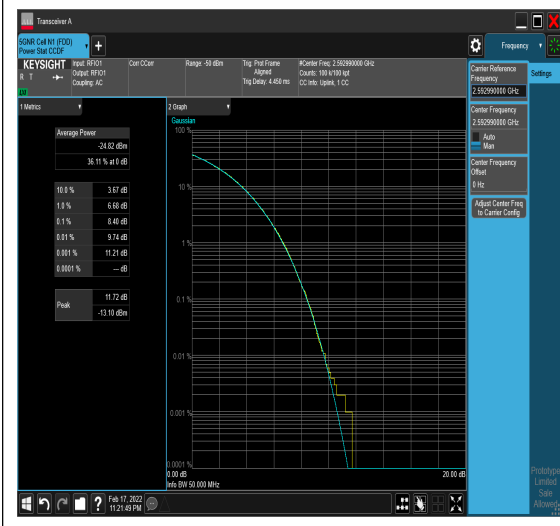 Transceiver A
5GNR Cell N1 (FDD)
Power Stat CCDF
Frequency
KEYSIGHT
R T
Input: RFIO1
Output: RFIO1
Coupling: AC
Corr CCorr
Range: -50 dBm
Trig: Prot Frame
Aligned
Trig Delay: 4.450 ms
#Center Freq: 2.592990000 GHz
Counts: 100 k/100 kpt
CC Info: Uplink, 1 CC
1 Metrics
Average Power
-24.82 dBm
36.11 % at 0 dB
10.0 % 3.67 dB
1.0 % 6.68 dB
0.1 % 8.40 dB
0.01 % 9.74 dB
0.001 % 11.21 dB
0.0001 % --- dB
Peak
11.72 dB
-13.10 dBm
2 Graph
Gaussian
100 %
10 %
1 %
0.1 %
0.01 %
0.001 %
0.0001 %
0.00 dB
20.00 dB
Info BW 50.000 MHz
Carrier Reference
Frequency
2.592990000 GHz
Center Frequency
2.592990000 GHz
Auto
Man
Center Frequency
Offset
0 Hz
Adjust Center Freq
to Carrier Config
Settings
Prototype
Limited
Sale
Allowed
Feb 17, 2022
11:21:49 PM